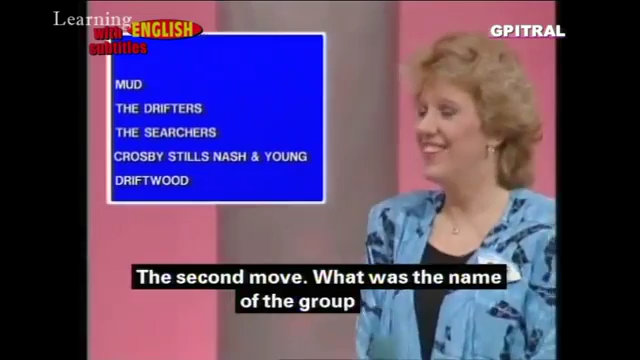 Learning
with ENGLISH
subtitles
GPITRAL
MUD
THE DRIFTERS
THE SEARCHERS
CROSBY STILLS NASH & YOUNG
DRIFTWOOD
The second move. What was the name
of the group